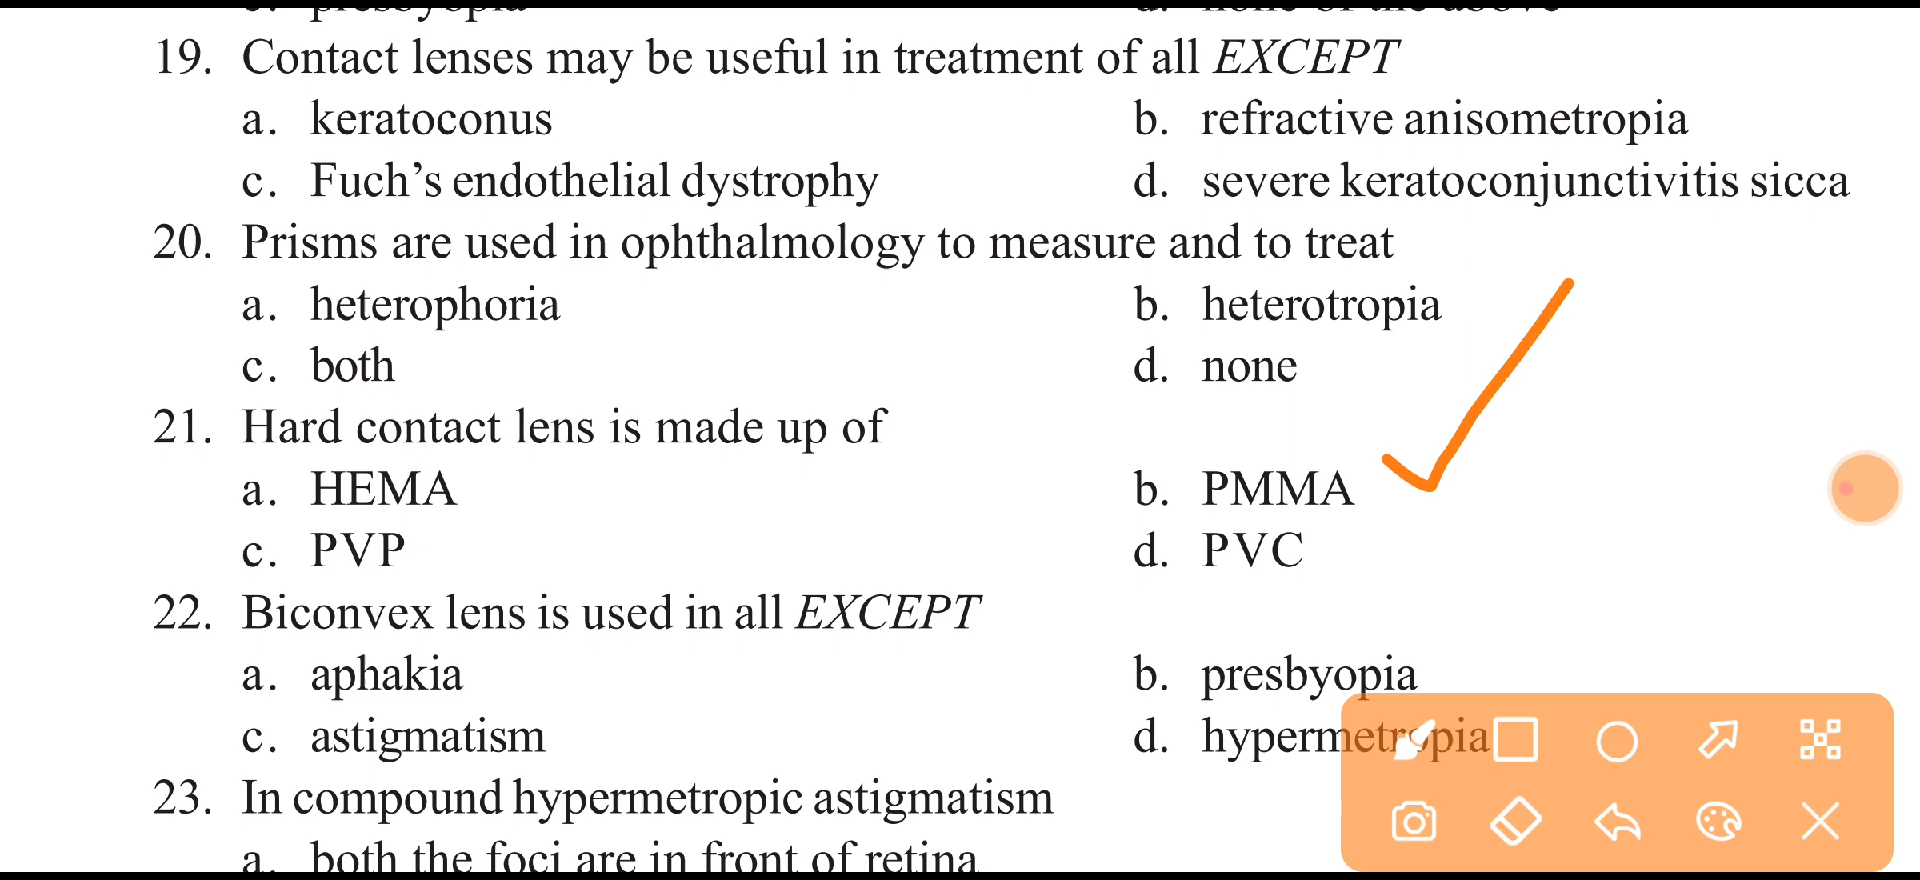 19. Contact lenses may be useful in treatment of all EXCEPT
a. keratoconus b. refractive anisometropia
c. Fuch’s endothelial dystrophy d. severe keratoconjunctivitis sicca
20. Prisms are used in ophthalmology to measure and to treat
a. heterophoria b. heterotropia
c. both d. none
21. Hard contact lens is made up of
a. HEMA b. PMMA
c. PVP d. PVC
22. Biconvex lens is used in all EXCEPT
a. aphakia b. presbyopia
c. astigmatism d. hypermetropia
23. In compound hypermetropic astigmatism
a. both the foci are in front of retina